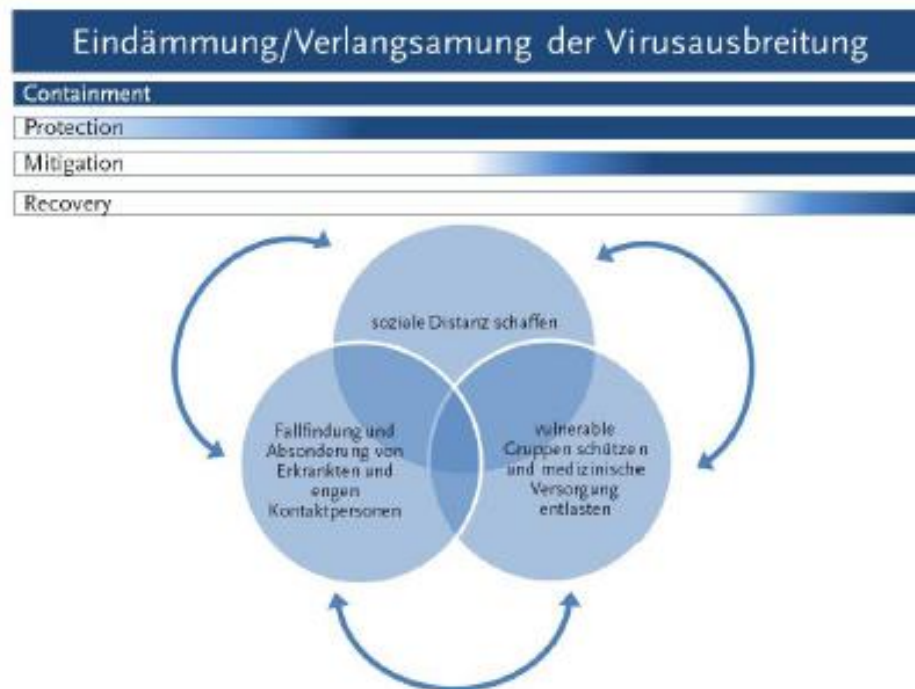 Eindämmung/Verlangsamung der Virusausbreitung
Containment
Protection
Mitigation
Recovery
soziale Distanz schaffen
Fallfindung und
Absonderung von
Erkrankten und
engen
Kontaktpersonen
vulnerable
Gruppen schützen
und medizinische
Versorgung
entlasten